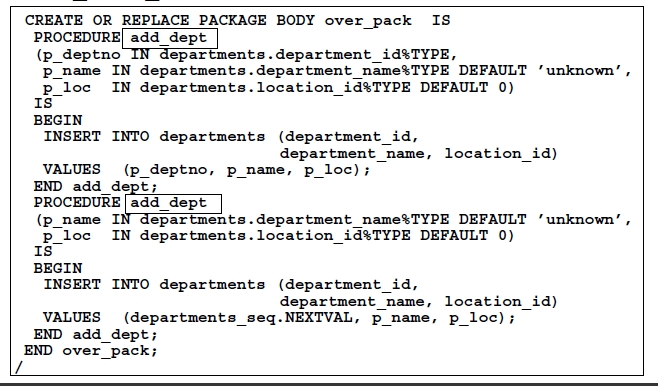 CREATE OR REPLACE PACKAGE BODY over_pack IS
PROCEDURE add_dept
(p_deptno IN departments.department_id%TYPE,
p_name IN departments.department_name%TYPE DEFAULT ’unknown’,
p_loc IN departments.location_id%TYPE DEFAULT 0)
IS
BEGIN
INSERT INTO departments (department_id,
department_name, location_id)
VALUES (p_deptno, p_name, p_loc);
END add_dept;
PROCEDURE add_dept
(p_name IN departments.department_name%TYPE DEFAULT ’unknown’,
p_loc IN departments.location_id%TYPE DEFAULT 0)
IS
BEGIN
INSERT INTO departments (department_id,
department_name, location_id)
VALUES (departments_seq.NEXTVAL, p_name, p_loc);
END add_dept;
END over_pack;
/